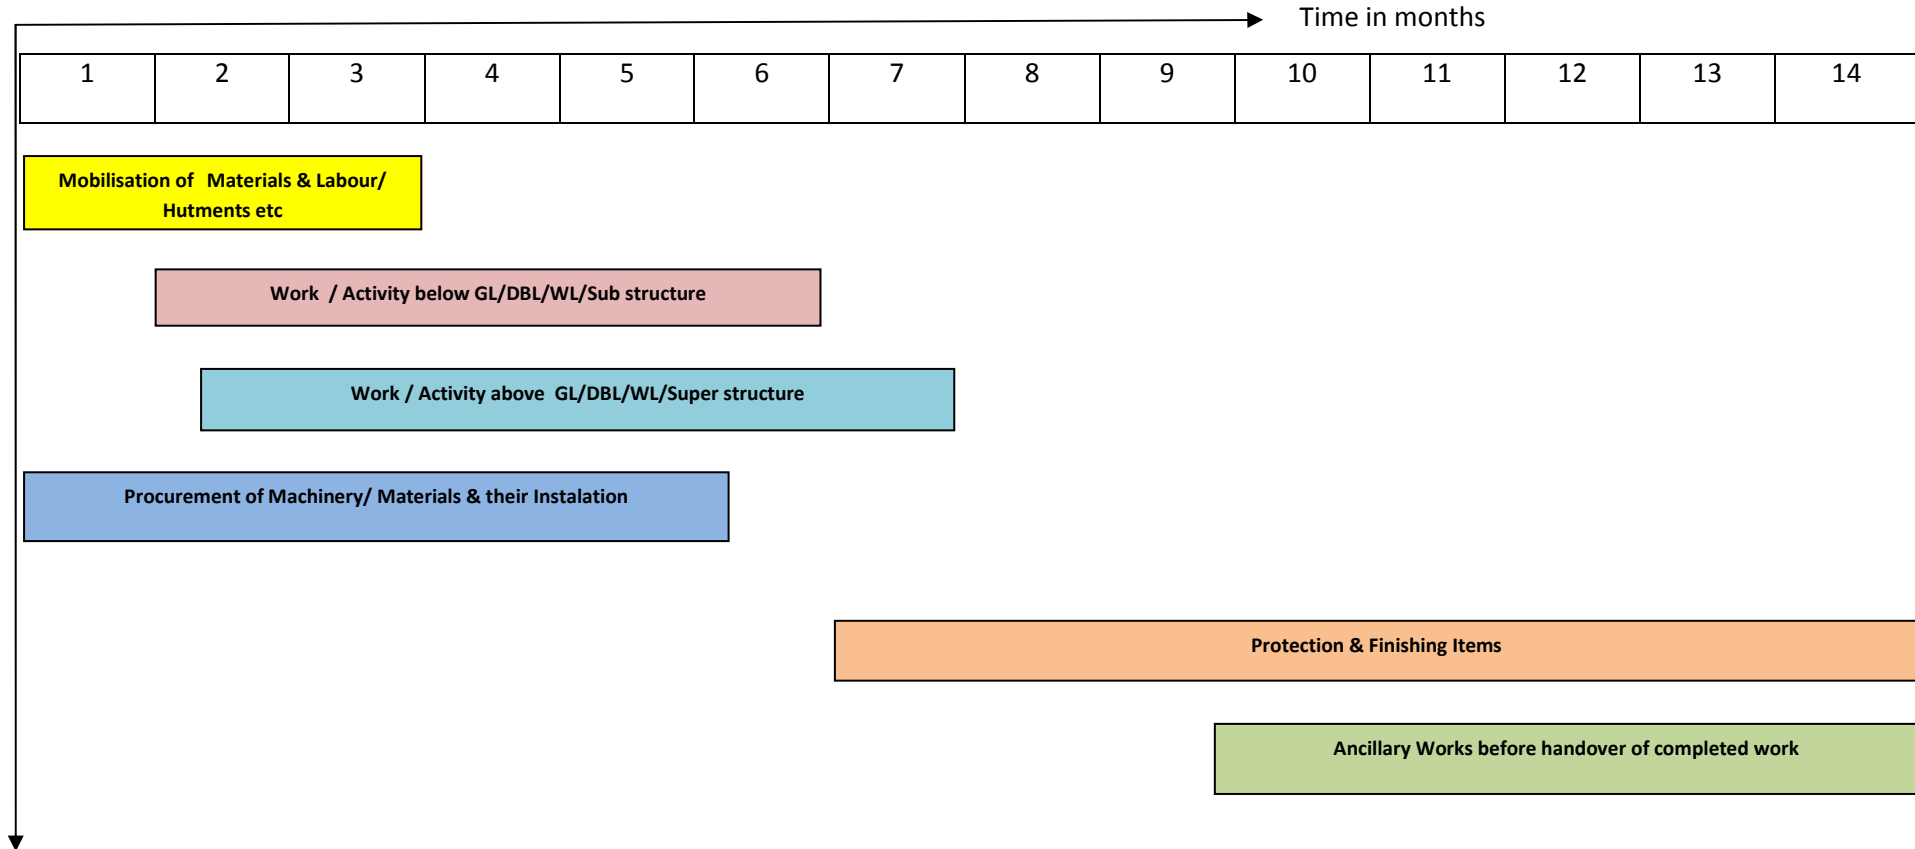 Time in months
1 2 3 4 5 6 7 8 9 10 11 12 13 14
Mobilisation of Materials & Labour/
Hutments etc
Work / Activity below GL/DBL/WL/Sub structure
Work / Activity above GL/DBL/WL/Super structure
Procurement of Machinery/ Materials & their Instalation
Protection & Finishing Items
Ancillary Works before handover of completed work